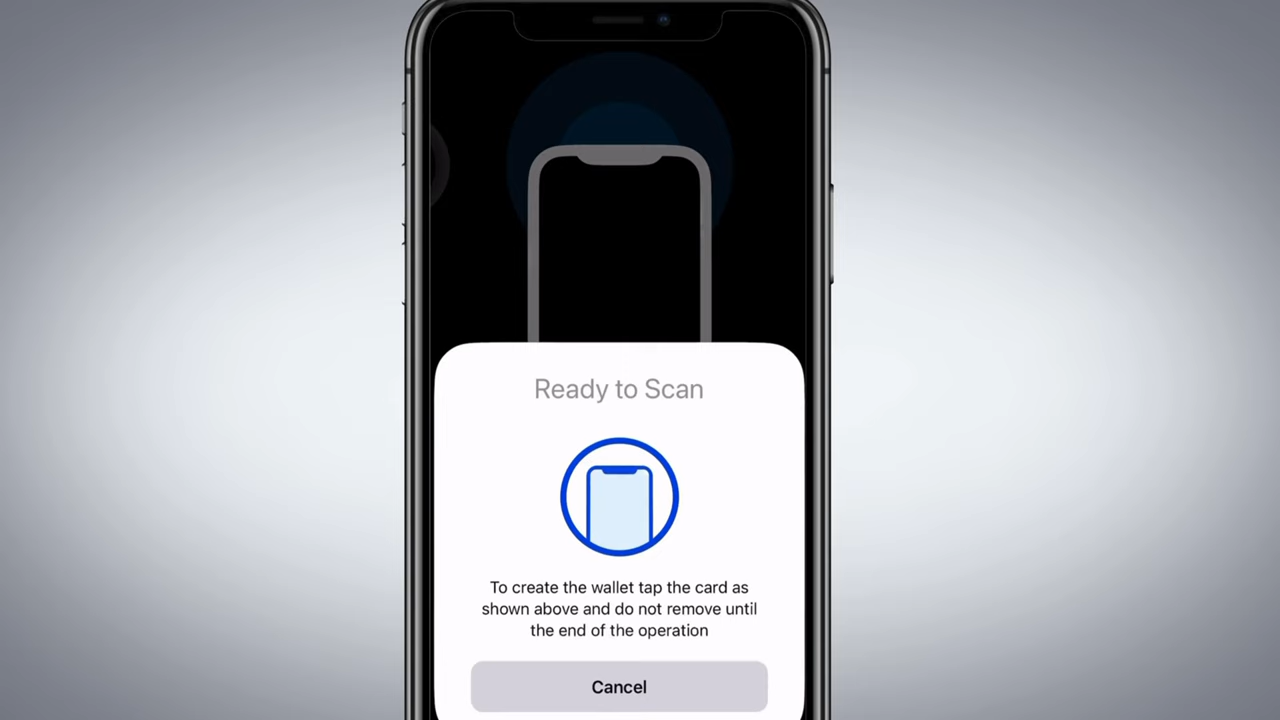 Ready to Scan
To create the wallet tap the card as
shown above and do not remove until
the end of the operation
Cancel